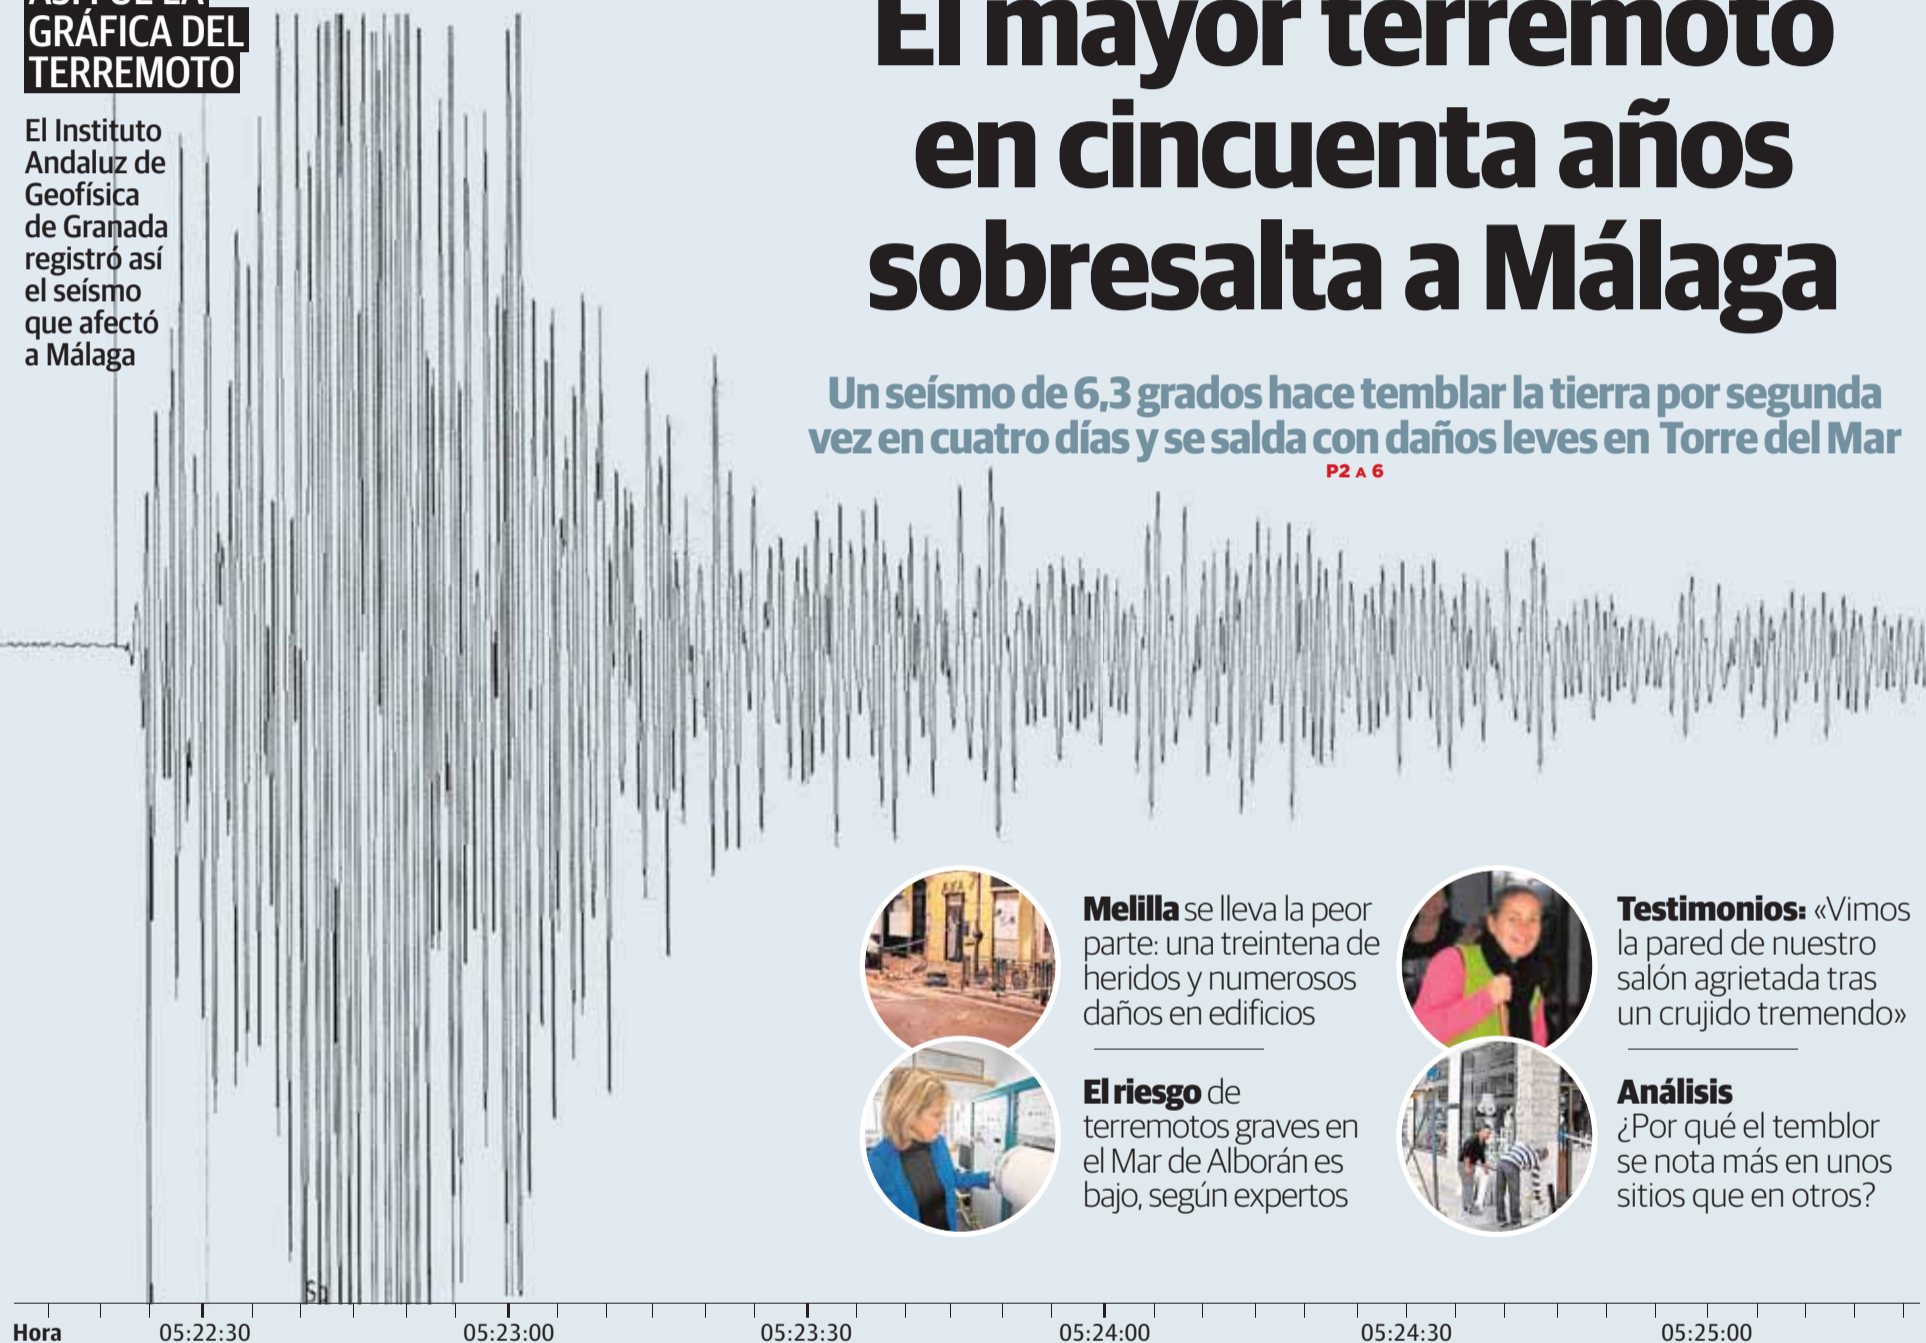 ASÍ FUE LA
GRÁFICA DEL
TERREMOTO
El Instituto
Andaluz de
Geofísica
de Granada
registró así
el seísmo
que afectó
a Málaga
El mayor terremoto
en cincuenta años
sobresalta a Málaga
Un seísmo de 6,3 grados hace temblar la tierra por segunda
vez en cuatro días y se salda con daños leves en Torre del Mar
P2 A 6
Melilla se lleva la peor
parte: una treintena de
heridos y numerosos
daños en edificios
El riesgo de
terremotos graves en
el Mar de Alborán es
bajo, según expertos
Testimonios: «Vimos
la pared de nuestro
salón agrietada tras
un crujido tremendo»
Análisis
¿Por qué el temblor
se nota más en unos
sitios que en otros?
Hora 05:22:30 05:23:00 05:23:30 05:24:00 05:24:30 05:25:00